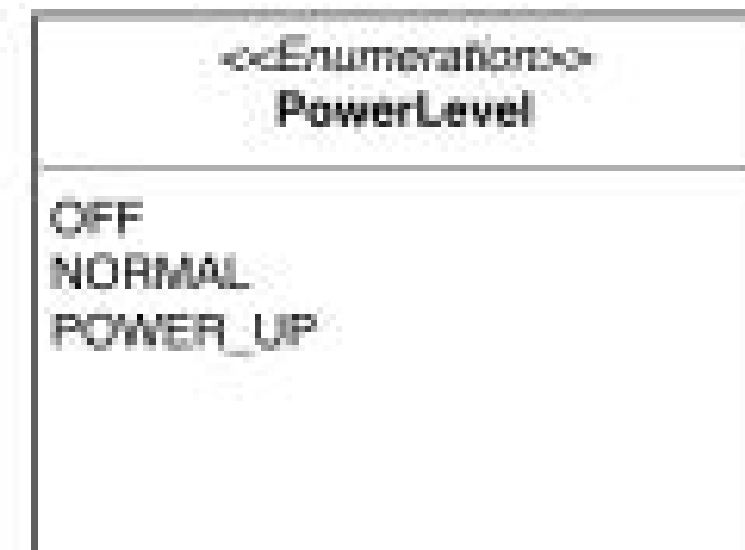 <<Enumeration>>
PowerLevel
OFF
NORMAL
POWER_UP